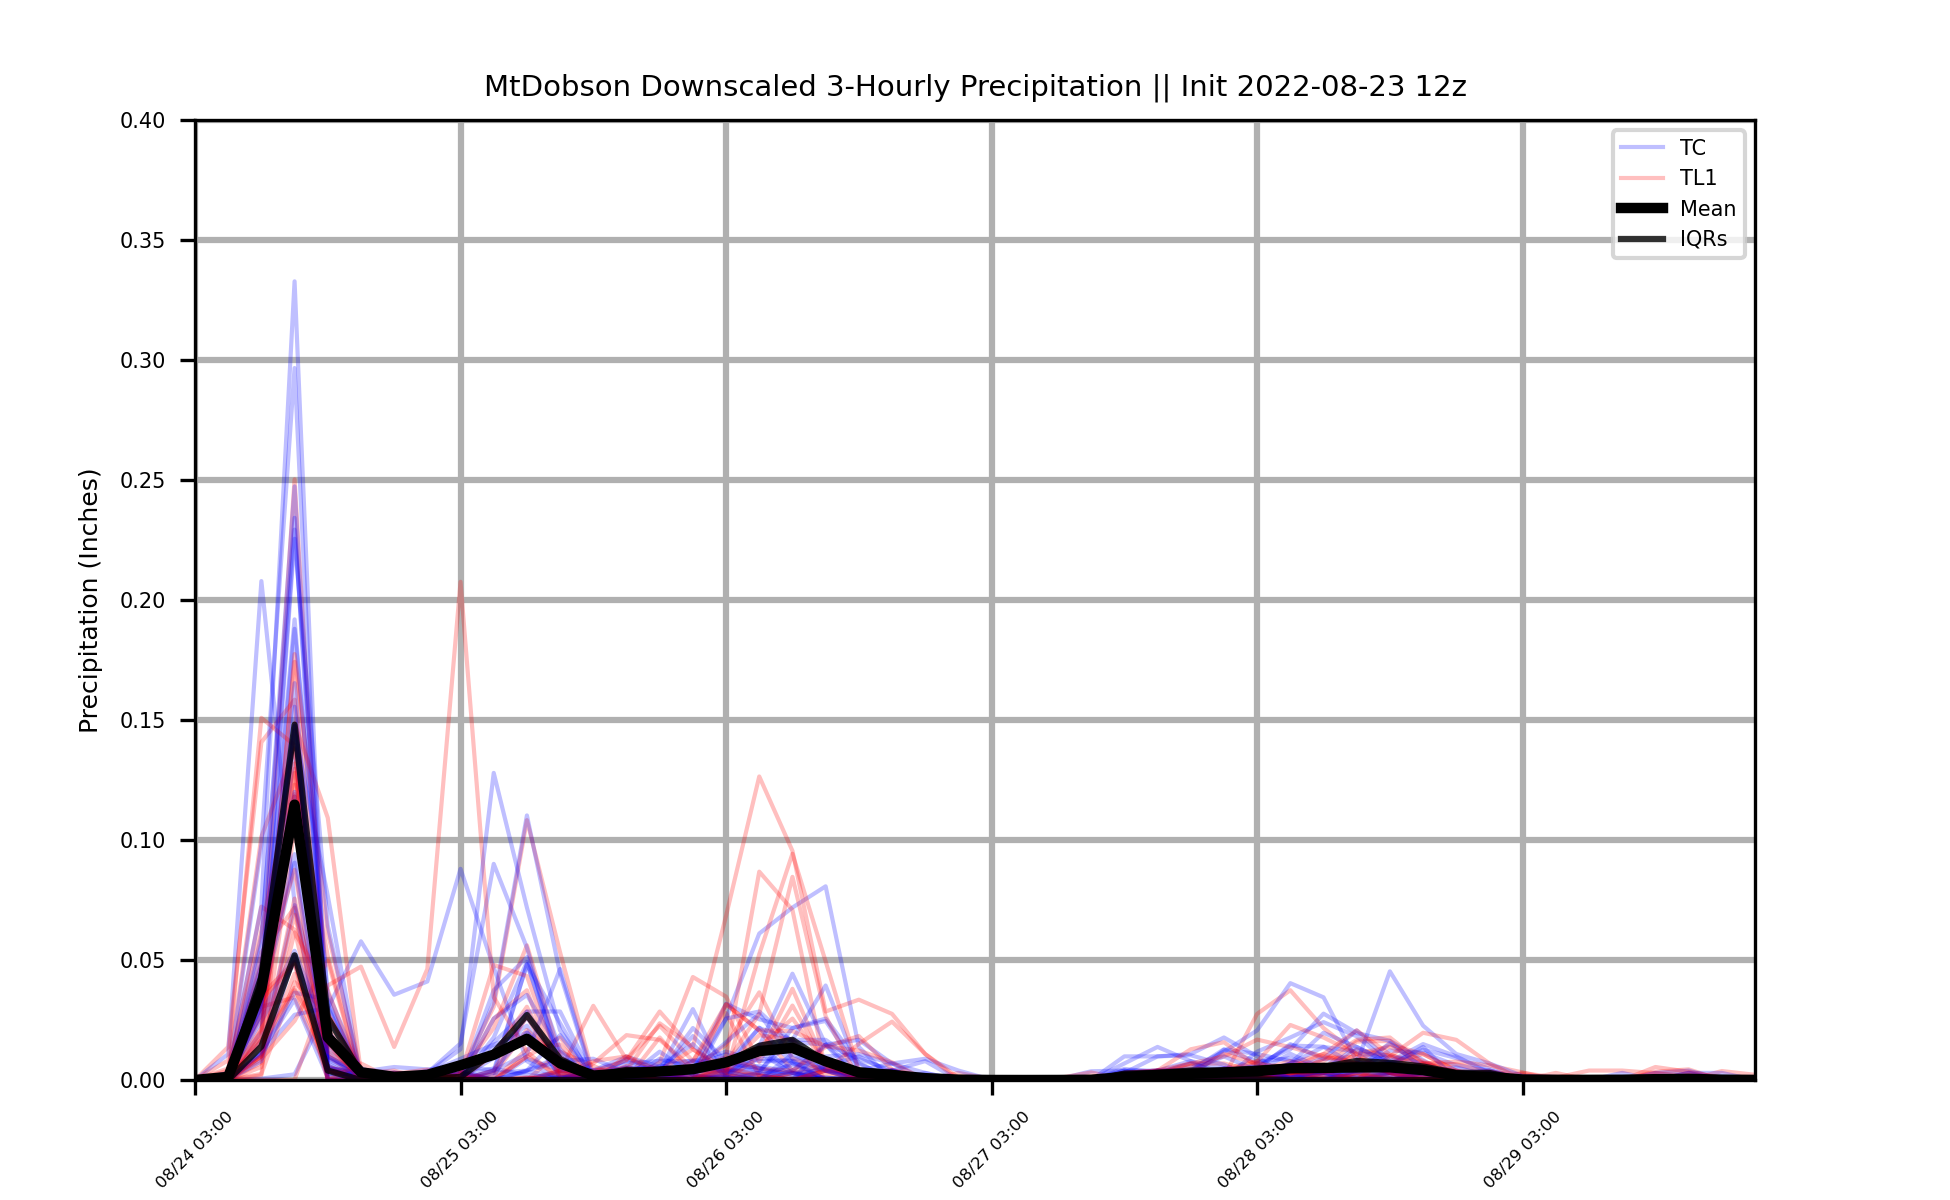 MtDobson Downscaled 3-Hourly Precipitation || Init 2022-08-23 12z
Precipitation (Inches)
0.40
0.35
0.30
0.25
0.20
0.15
0.10
0.05
0.00
TC
TL1
Mean
IQRs
08/24 03:00
08/25 03:00
08/26 03:00
08/27 03:00
08/28 03:00
08/29 03:00